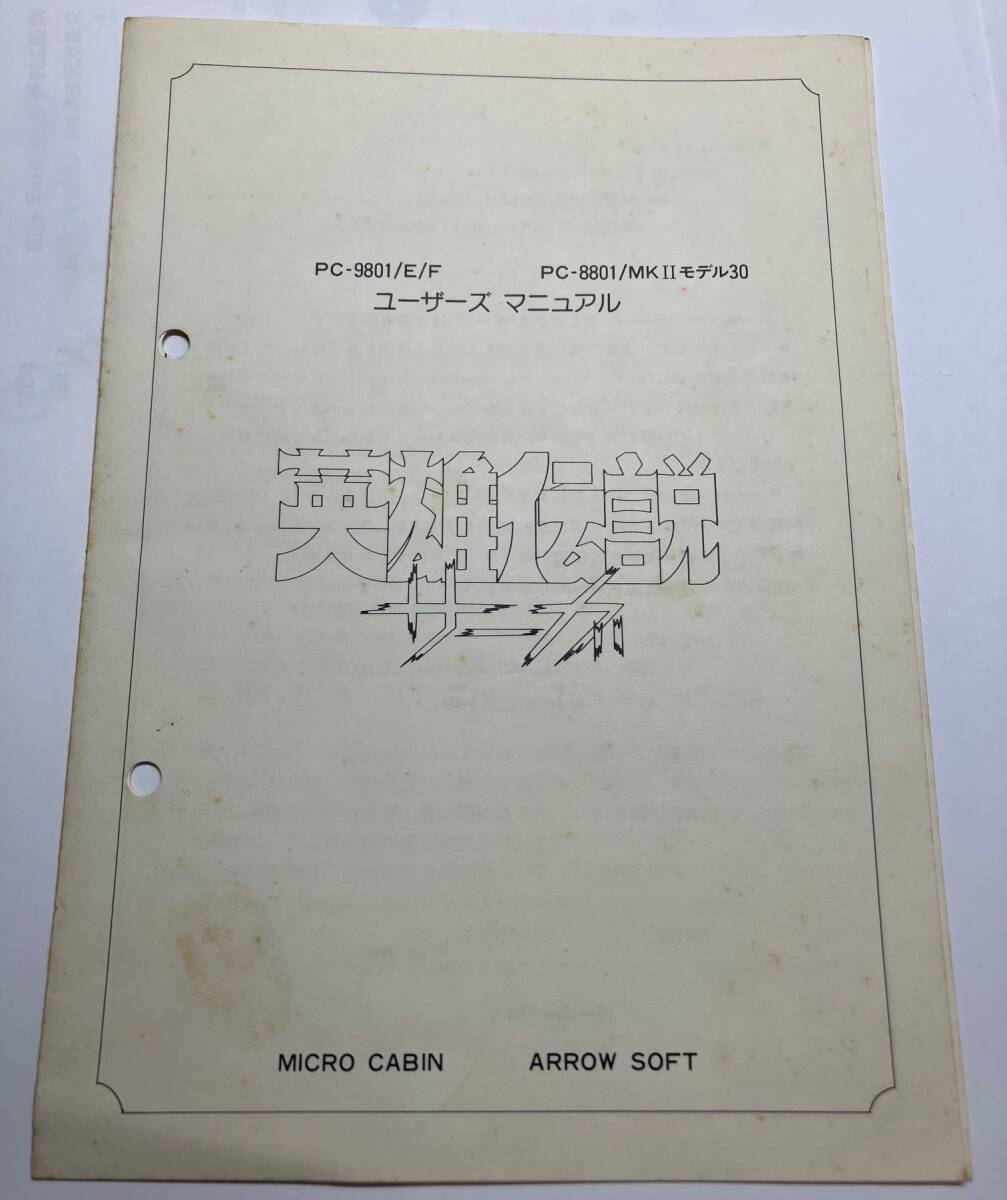 PC-9801/E/F PC-8801/MKⅡモデル30
ユーザーズ マニュアル
英雄伝説
サーガ
MICRO CABIN ARROW SOFT